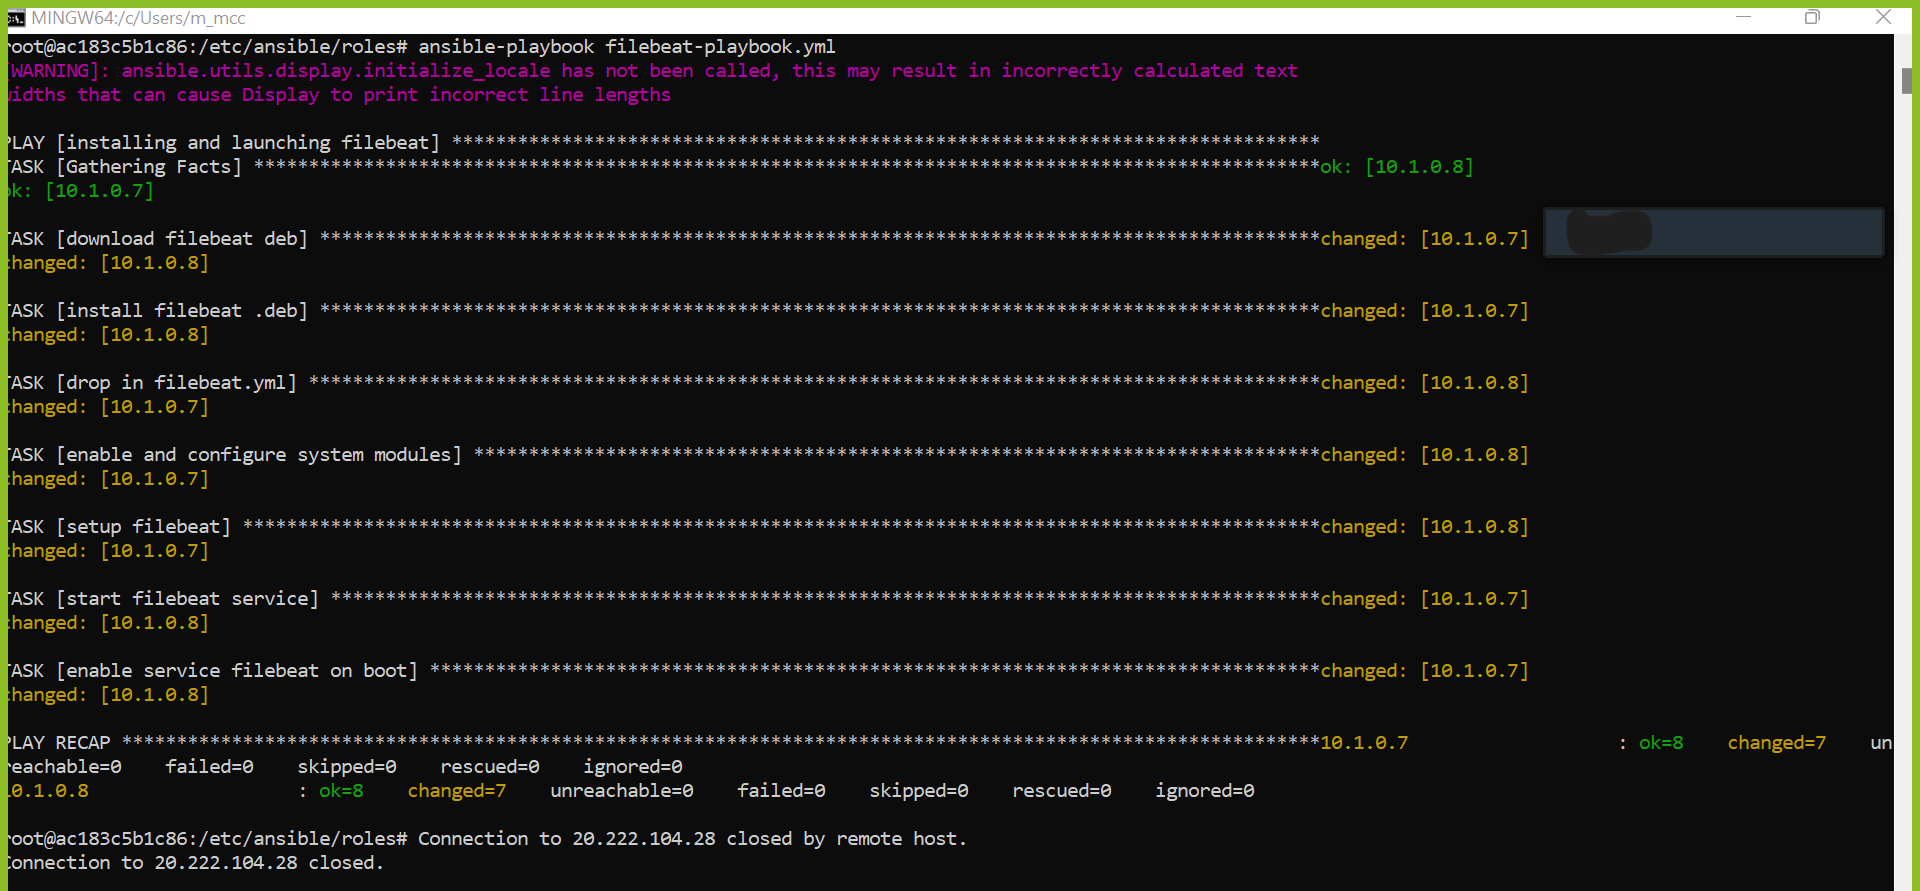 MINGW64:/c/Users/m_mcc
root@ac183c5b1c86:/etc/ansible/roles# ansible-playbook filebeat-playbook.yml
[WARNING]: ansible.utils.display.initialize_locale has not been called, this may result in incorrectly calculated text
widths that can cause Display to print incorrect line lengths
PLAY [installing and launching filebeat] *******************************************************************************
TASK [Gathering Facts] *************************************************************************************************ok: [10.1.0.8]
ok: [10.1.0.7]
TASK [download filebeat deb] *******************************************************************************************changed: [10.1.0.7]
changed: [10.1.0.8]
TASK [install filebeat .deb] *******************************************************************************************changed: [10.1.0.7]
changed: [10.1.0.8]
TASK [drop in filebeat.yml] ********************************************************************************************changed: [10.1.0.8]
changed: [10.1.0.7]
TASK [enable and configure system modules] *****************************************************************************changed: [10.1.0.8]
changed: [10.1.0.7]
TASK [setup filebeat] **************************************************************************************************changed: [10.1.0.8]
changed: [10.1.0.7]
TASK [start filebeat service] ******************************************************************************************changed: [10.1.0.7]
changed: [10.1.0.8]
TASK [enable service filebeat on boot] *********************************************************************************changed: [10.1.0.7]
changed: [10.1.0.8]
PLAY RECAP *************************************************************************************************************10.1.0.7                   : ok=8    changed=7    un
reachable=0    failed=0    skipped=0    rescued=0    ignored=0
10.1.0.8                   : ok=8    changed=7    unreachable=0    failed=0    skipped=0    rescued=0    ignored=0
root@ac183c5b1c86:/etc/ansible/roles# Connection to 20.222.104.28 closed by remote host.
Connection to 20.222.104.28 closed.